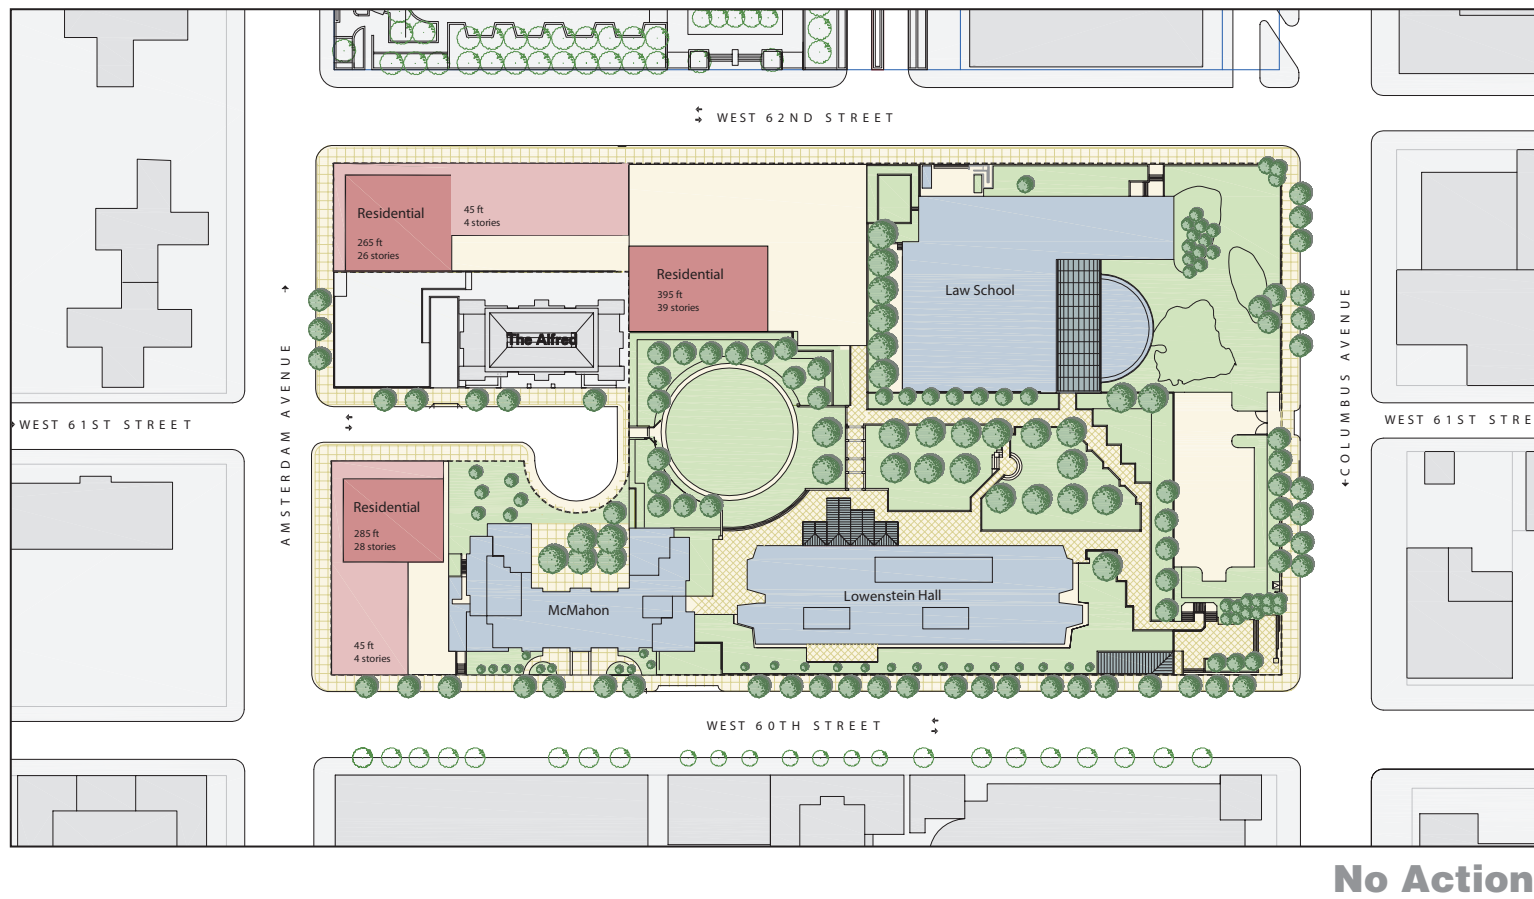 WEST 62ND STREET
Residential
265 ft
26 stories
45 ft
4 stories
Residential
395 ft
39 stories
Law School
The Alfred
AMSTERDAM AVENUE
COLUMBUS AVENUE
WEST 61ST STREET
WEST 61ST STRE
Residential
285 ft
28 stories
45 ft
4 stories
McMahon
Lowenstein Hall
WEST 60TH STREET
No Action